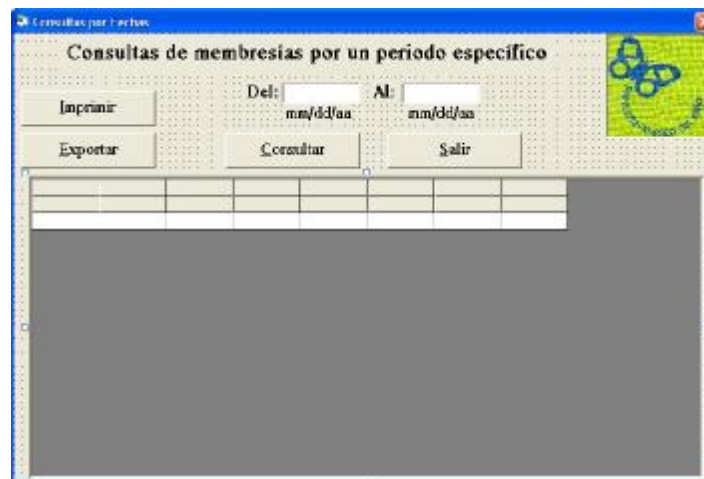 Consultas por Fechas
Consultas de membresias por un periodo específico
Del: Al:
mm/dd/aa mm/dd/aa
Imprimir
Exportar Consultar Salir